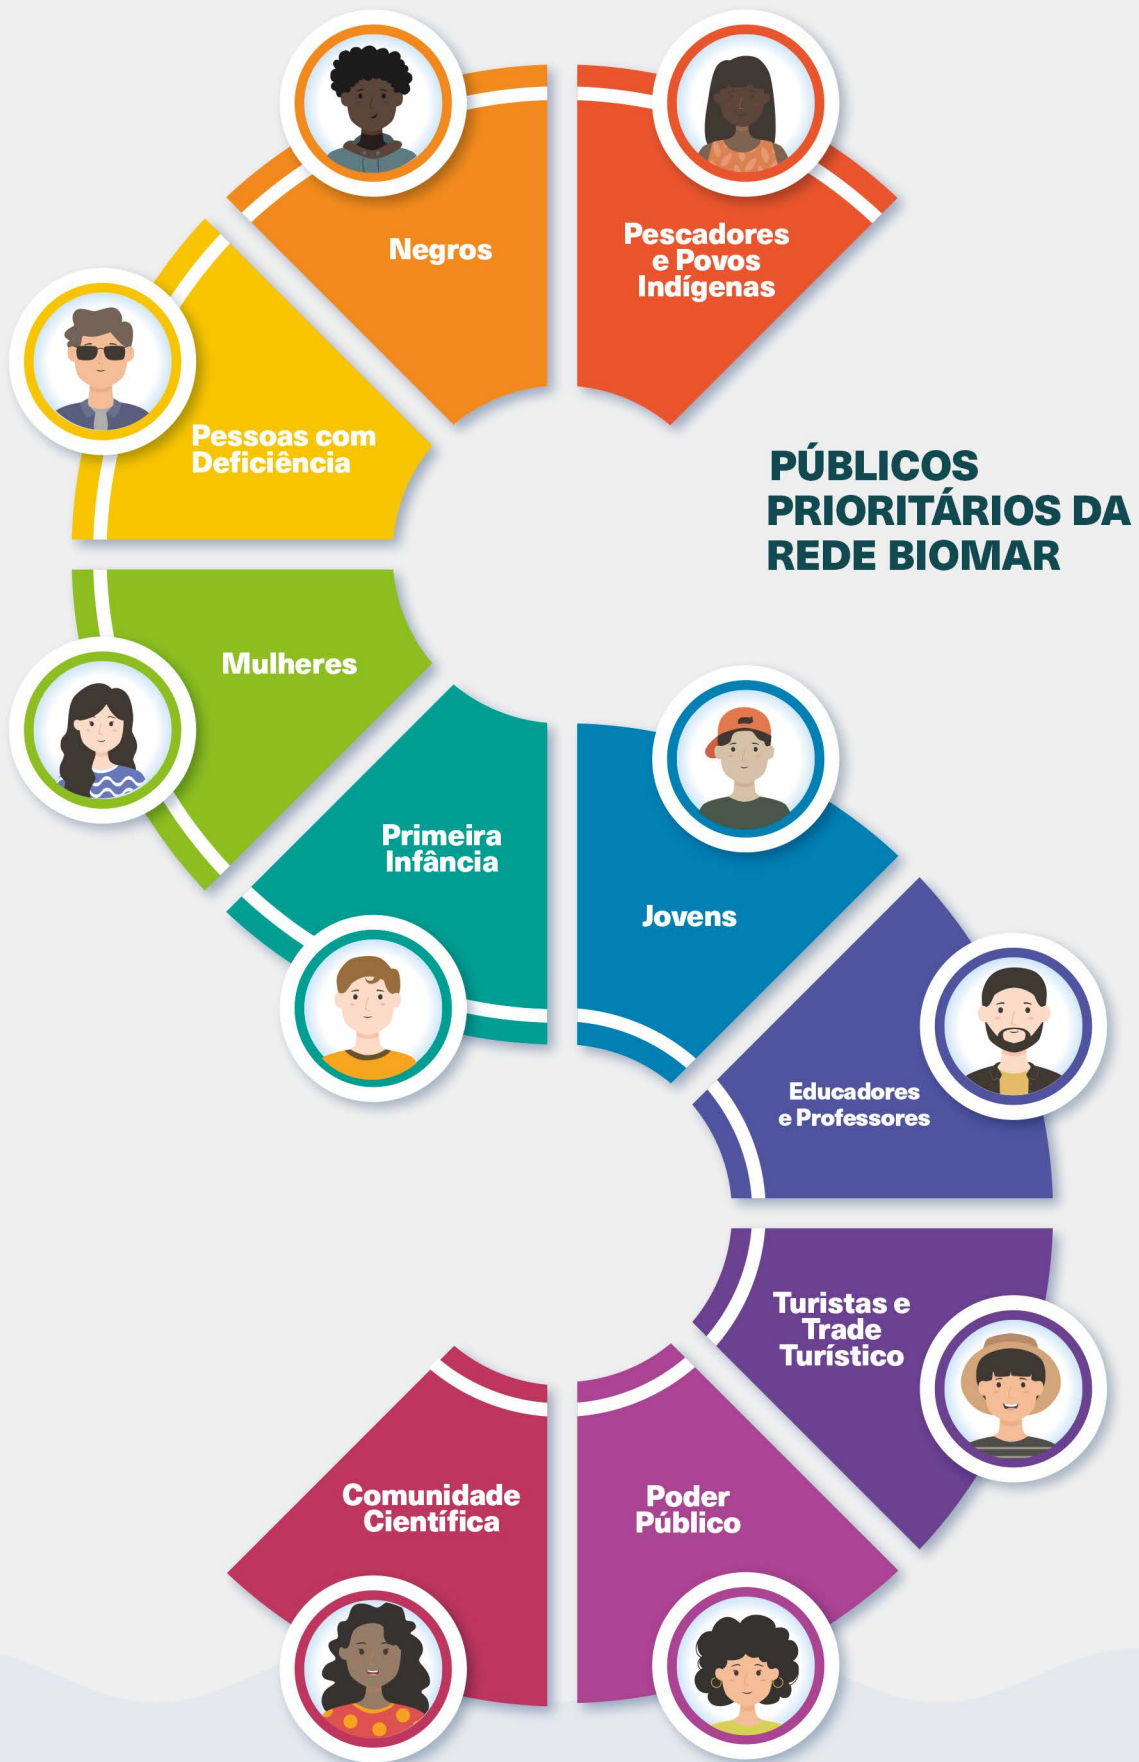 Negros
Pescadores
e Povos
Indígenas
Pessoas com
Deficiência
PÚBLICOS
PRIORITÁRIOS DA
REDE BIOMAR
Mulheres
Primeira
Infância
Jovens
Educadores
e Professores
Turistas e
Trade
Turístico
Comunidade
Científica
Poder
Público